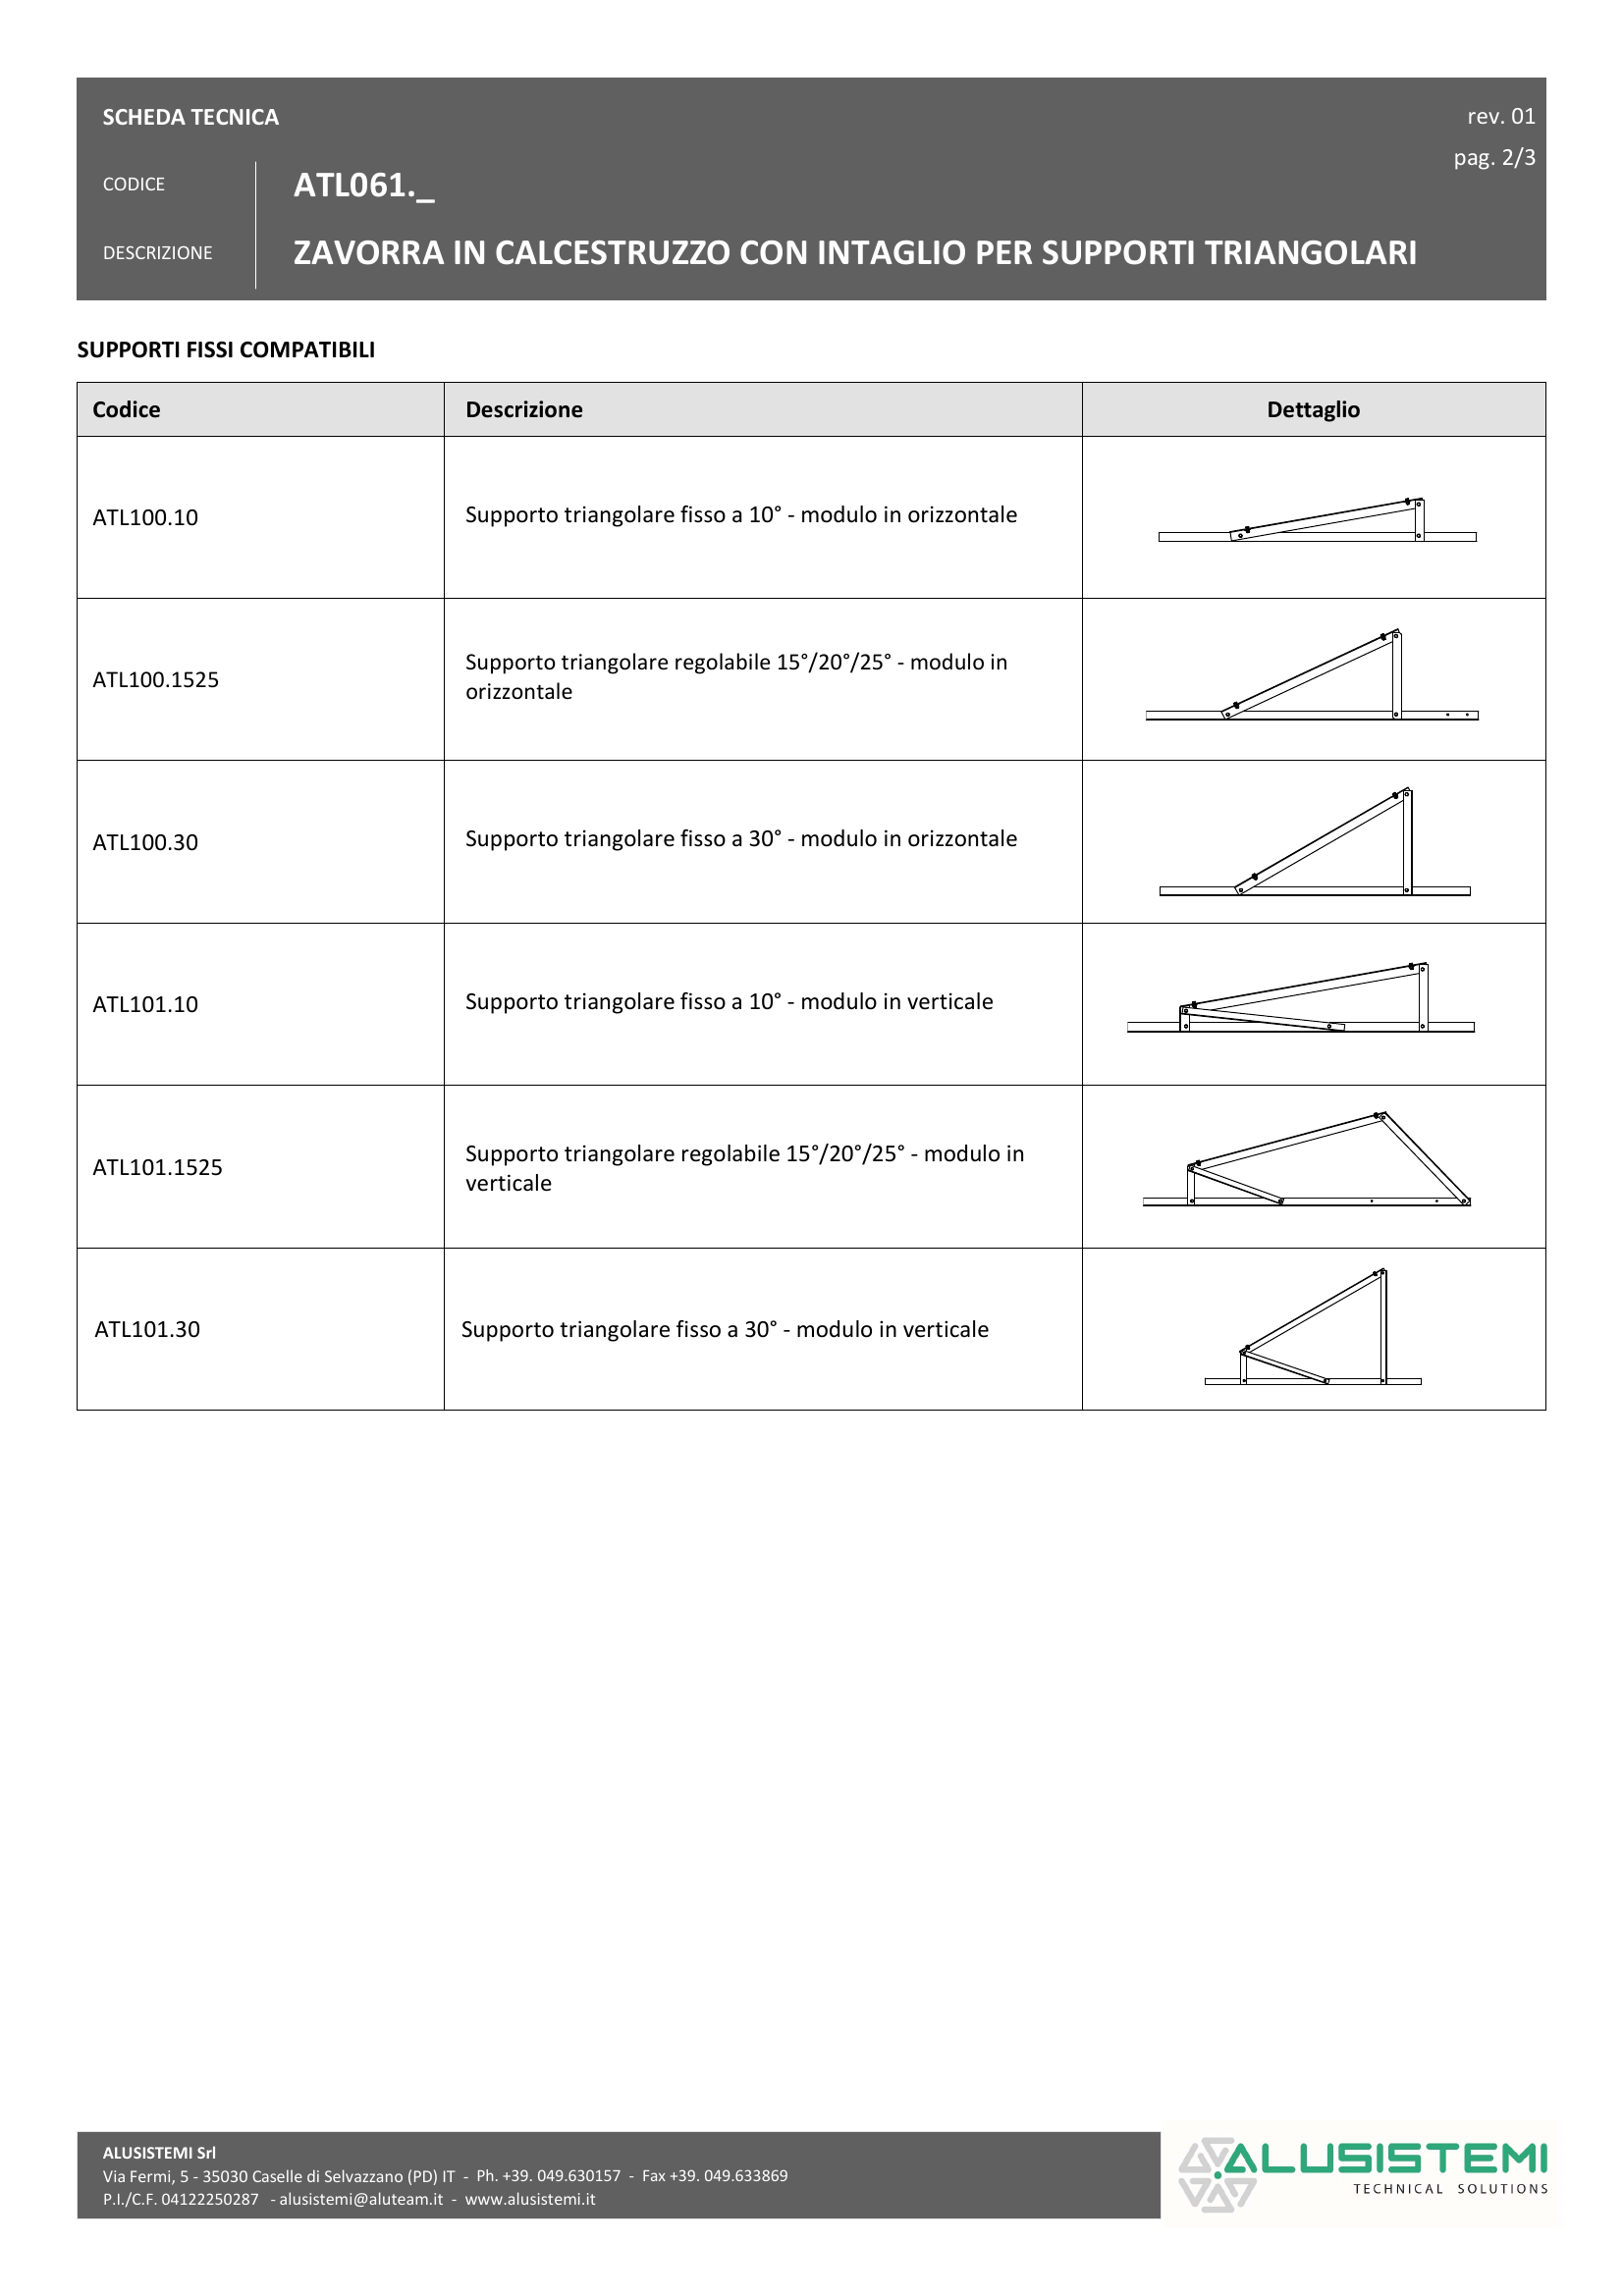 SCHEDA TECNICA
rev. 01
pag. 2/3
CODICE
ATL061._
DESCRIZIONE
ZAVORRA IN CALCESTRUZZO CON INTAGLIO PER SUPPORTI TRIANGOLARI
SUPPORTI FISSI COMPATIBILI
Codice Descrizione Dettaglio
ATL100.10 Supporto triangolare fisso a 10° - modulo in orizzontale
ATL100.1525 Supporto triangolare regolabile 15°/20°/25° - modulo in
orizzontale
ATL100.30 Supporto triangolare fisso a 30° - modulo in orizzontale
ATL101.10 Supporto triangolare fisso a 10° - modulo in verticale
ATL101.1525 Supporto triangolare regolabile 15°/20°/25° - modulo in
verticale
ATL101.30 Supporto triangolare fisso a 30° - modulo in verticale
ALUSISTEMI Srl
Via Fermi, 5 - 35030 Caselle di Selvazzano (PD) IT - Ph. +39. 049.630157 - Fax +39. 049.633869
P.I./C.F. 04122250287 - alusistemi@aluteam.it - www.alusistemi.it
ALUSISTEMI
TECHNICAL SOLUTIONS